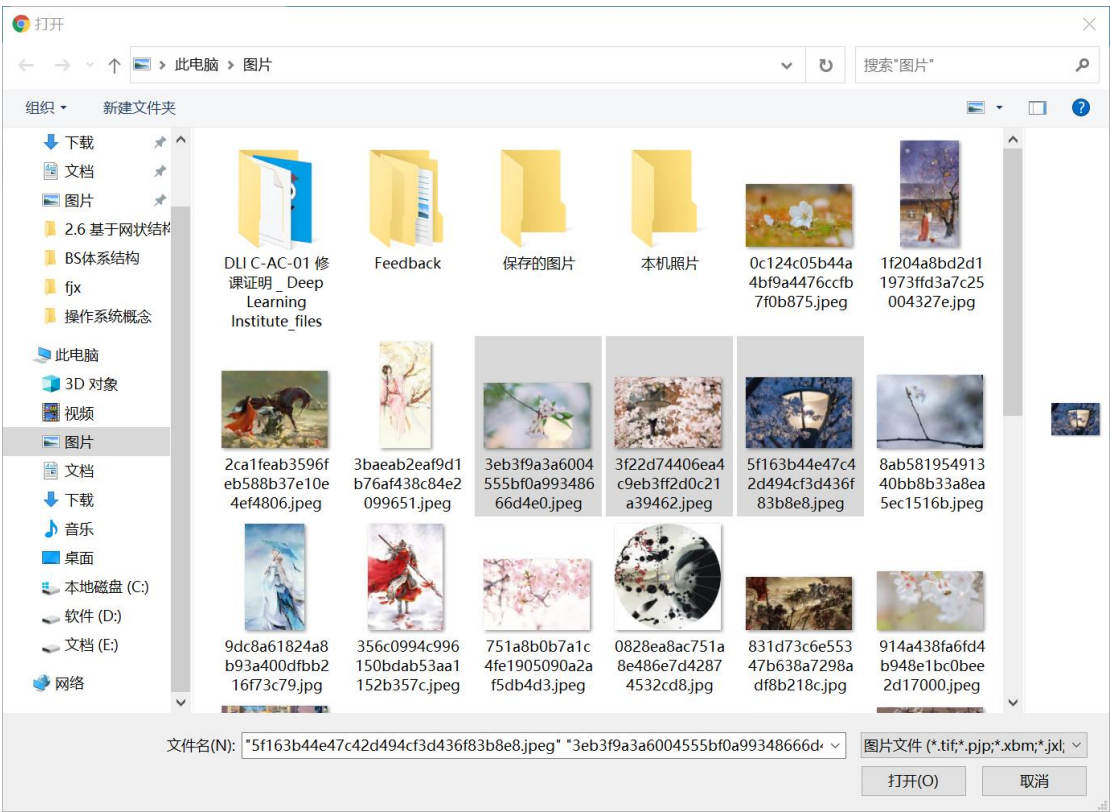 打开
此电脑 > 图片
搜索"图片"
组织
新建文件夹
下载
文档
图片
2.6 基于网状结构
BS体系结构
fjx
操作系统概念
此电脑
3D 对象
视频
图片
文档
下载
音乐
桌面
本地磁盘 (C:)
软件 (D:)
文档 (E:)
网络
DLI C-AC-01 修
课证明 _ Deep
Learning
Institute_files
Feedback
保存的图片
本机照片
0c124c05b44a
4bf9a4476ccfb
7f0b875.jpeg
1f204a8bd2d1
1973ffd3a7c25
004327e.jpg
2ca1feab3596f
eb588b37e10e
4ef4806.jpeg
3baeab2eaf9d1
b76af438c84e2
099651.jpeg
3eb3f9a3a6004
555bf0a993486
66d4e0.jpeg
3f22d74406ea4
c9eb3ff2d0c21
a39462.jpeg
5f163b44e47c4
2d494cf3d436f
83b8e8.jpeg
8ab581954913
40bb8b33a8ea
5ec1516b.jpeg
9dc8a61824a8
b93a400dfbb2
16f73c79.jpg
356c0994c996
150bdab53aa1
152b357c.jpeg
751a8b0b7a1c
4fe1905090a2a
f5db4d3.jpeg
0828ea8ac751a
8e486e7d4287
4532cd8.jpg
831d73c6e553
47b638a7298a
df8b218c.jpg
914a438fa6fd4
b948e1bc0bee
2d17000.jpeg
文件名(N):
"5f163b44e47c42d494cf3d436f83b8e8.jpeg" "3eb3f9a3a6004555bf0a99348666d4
图片文件 (*.tif;*.pjp;*.xbm;*.jxl;
打开(O)
取消